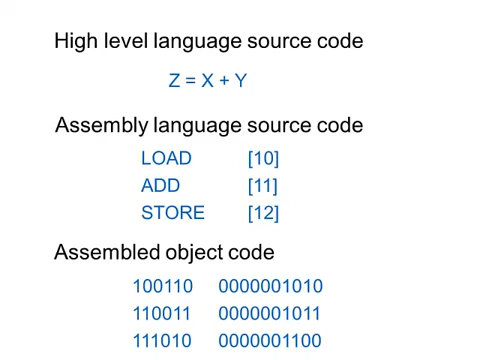 High level language source code
Z = X + Y
Assembly language source code
LOAD [10]
ADD [11]
STORE [12]
Assembled object code
100110 0000001010
110011 0000001011
111010 0000001100